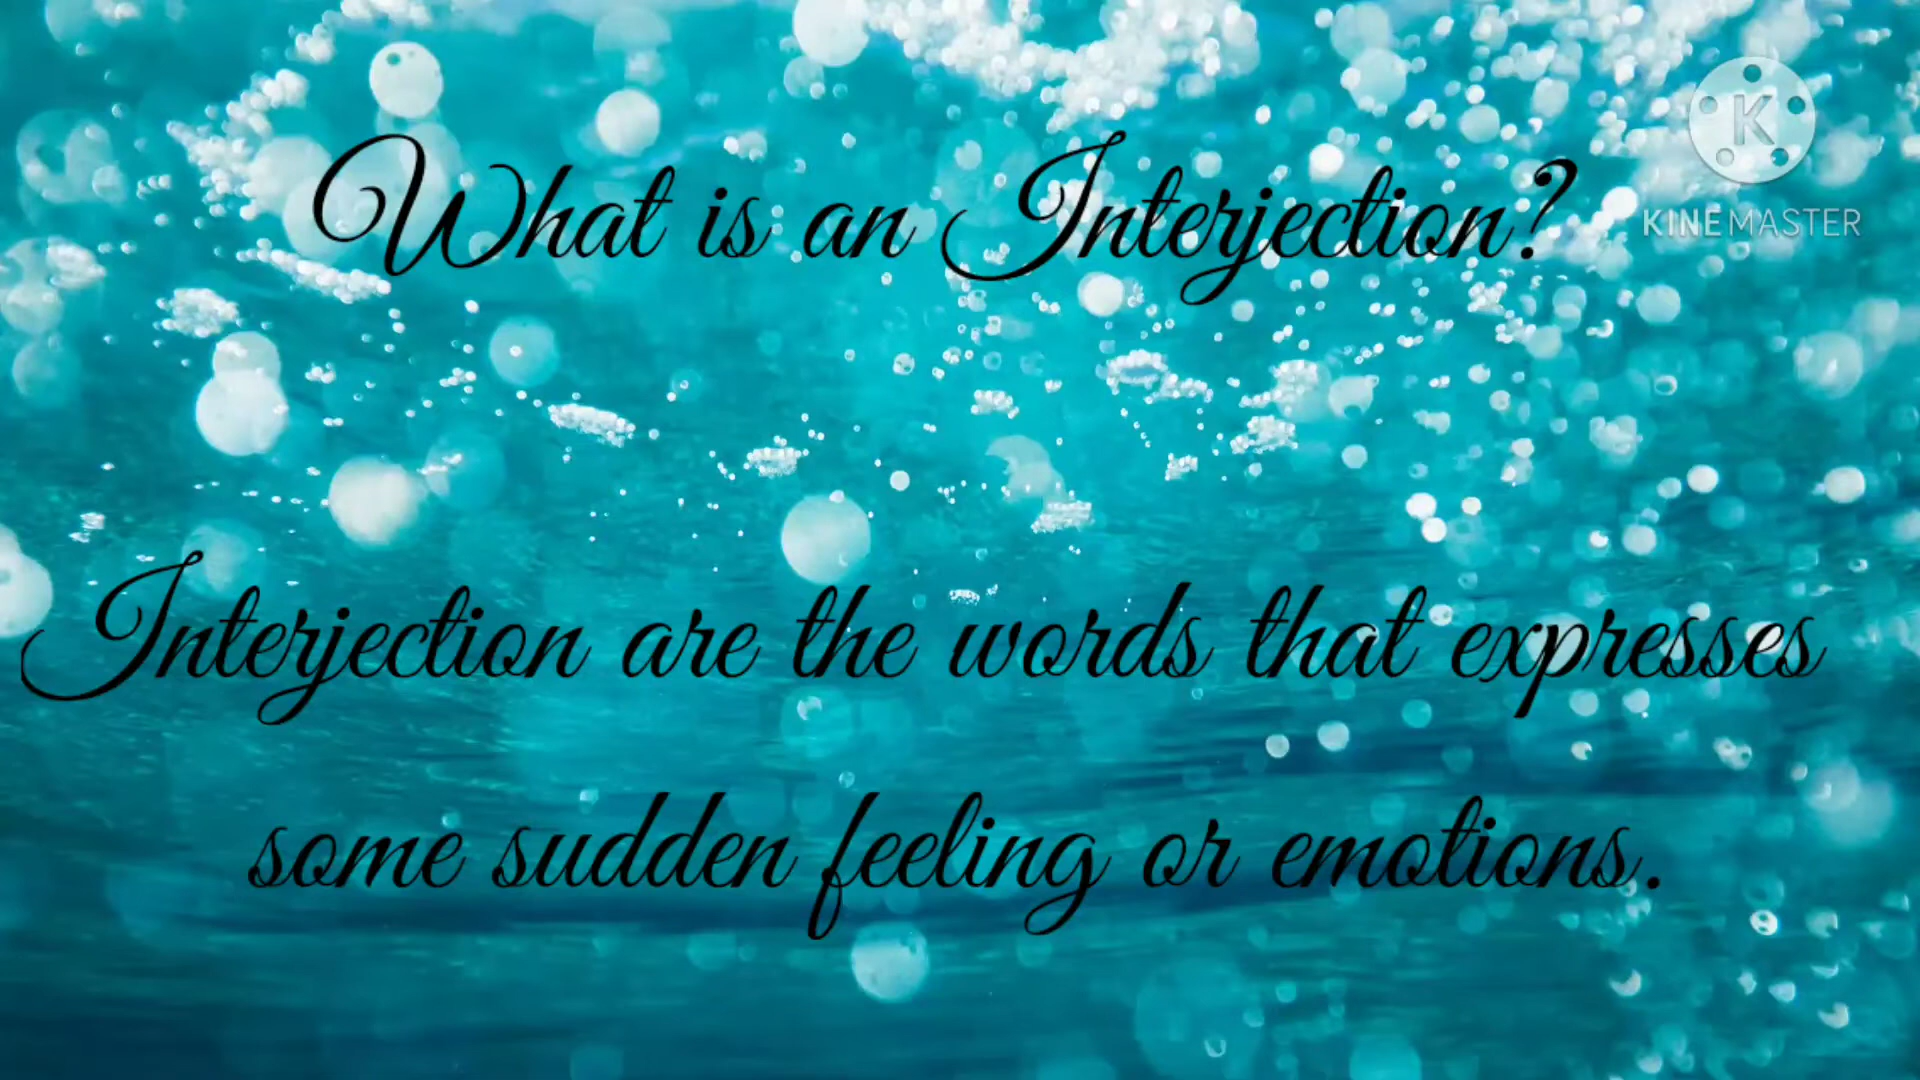 What is an Interjection?
K
KINEMASTER
Interjection are the words that expresses
some sudden feeling or emotions.